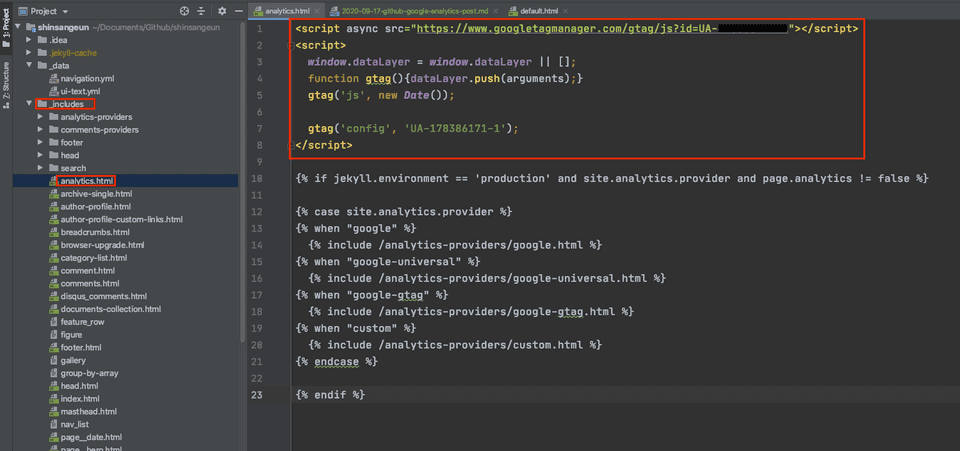 Project
shinsangeun ~/Documents/Github/shinsangeun
.idea
.jekyll-cache
_data
navigation.yml
ui-text.yml
_includes
analytics-providers
comments-providers
footer
head
search
analytics.html
archive-single.html
author-profile.html
author-profile-custom-links.html
breadcrumbs.html
browser-upgrade.html
category-list.html
comment.html
comments.html
disqus_comments.html
documents-collection.html
feature_row
figure
footer.html
gallery
group-by-array
head.html
index.html
masthead.html
nav_list
page__date.html
page__hero.html
1: Project
Z: Structure
analytics.html
2020-09-17-github-google-analytics-post.md
default.html
1 <script async src="https://www.googletagmanager.com/gtag/js?id=UA- "></script>
2 <script>
3 window.dataLayer = window.dataLayer || [];
4 function gtag(){dataLayer.push(arguments);}
5 gtag('js', new Date());
6
7 gtag('config', 'UA-178386171-1');
8 </script>
9
10 {% if jekyll.environment == 'production' and site.analytics.provider and page.analytics != false %}
11
12 {% case site.analytics.provider %}
13 {% when "google" %}
14 {% include /analytics-providers/google.html %}
15 {% when "google-universal" %}
16 {% include /analytics-providers/google-universal.html %}
17 {% when "google-gtag" %}
18 {% include /analytics-providers/google-gtag.html %}
19 {% when "custom" %}
20 {% include /analytics-providers/custom.html %}
21 {% endcase %}
22
23 {% endif %}